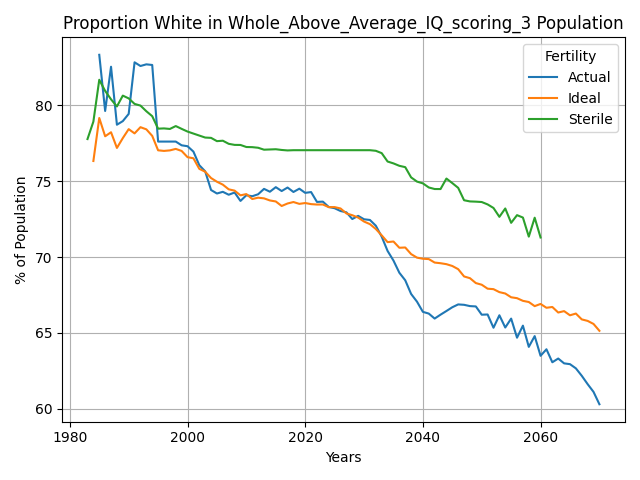 Proportion White in Whole_Above_Average_IQ_scoring_3 Population
Fertility
Actual
Ideal
Sterile
% of Population
80
75
70
65
60
1980
2000
2020
2040
2060
Years